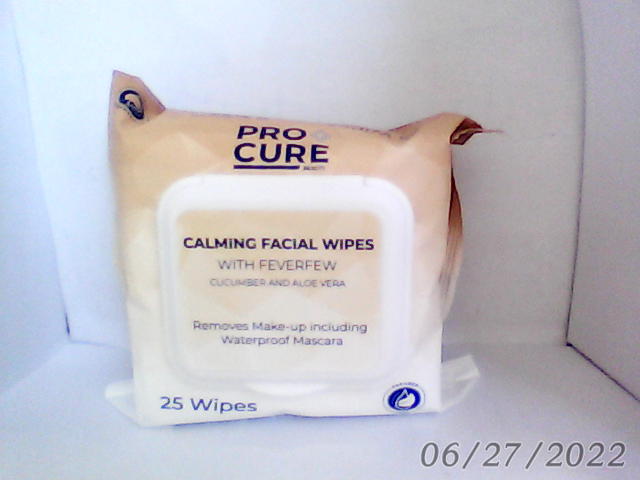 PRO
CURE
CALMING FACIAL WIPES
WITH FEVERFEW
CUCUMBER AND ALOE VERA
Removes Make-up including
Waterproof Mascara
25 Wipes
06/27/2022